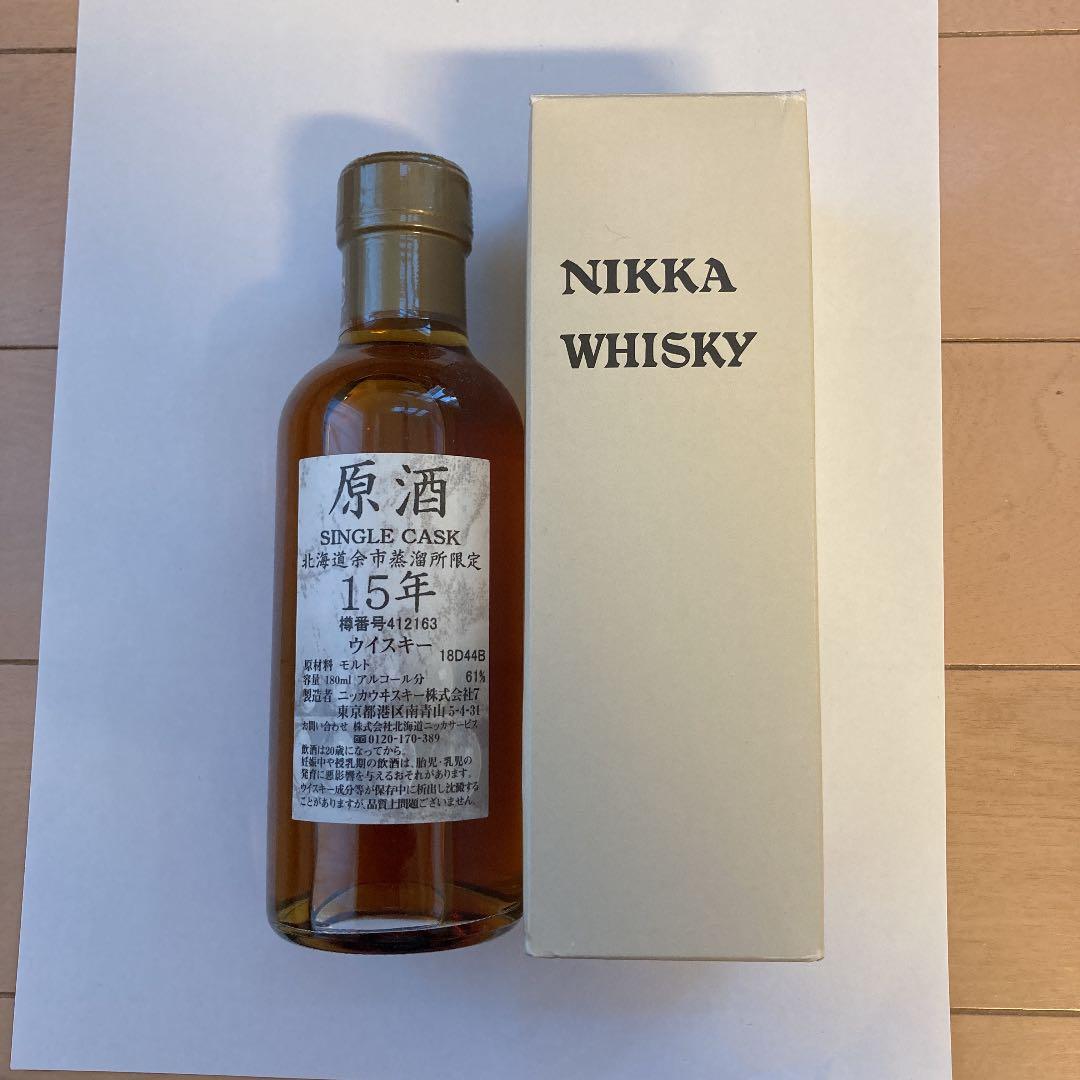 原酒
SINGLE CASK
北海道余市蒸溜所限定
15年
樽番号412163
ウイスキー
18D44B
原材料 モルト
容量 180ml アルコール分 61%
製造者 ニッカウヰスキー株式会社7
東京都港区南青山5-4-31
お問い合わせ 株式会社北海道ニッカサービス
0120-170-389
飲酒は20歳になってから。
妊娠中や授乳期の飲酒は、胎児・乳児の
発育に悪影響を与えるおそれがあります。
ウイスキー成分等が保存中に析出し沈殿する
ことがありますが、品質上問題ございません。
NIKKA
WHISKY